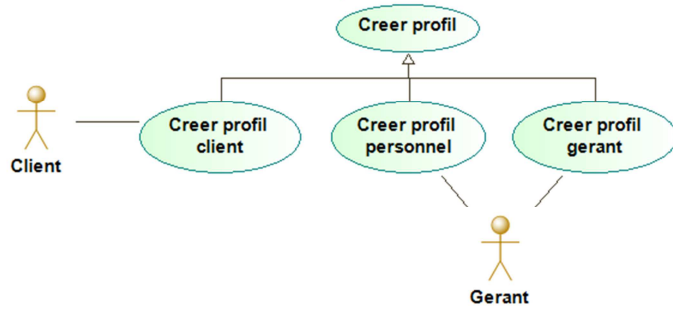 Creer profil
Creer profil
client
Creer profil
personnel
Creer profil
gerant
Client
Gerant